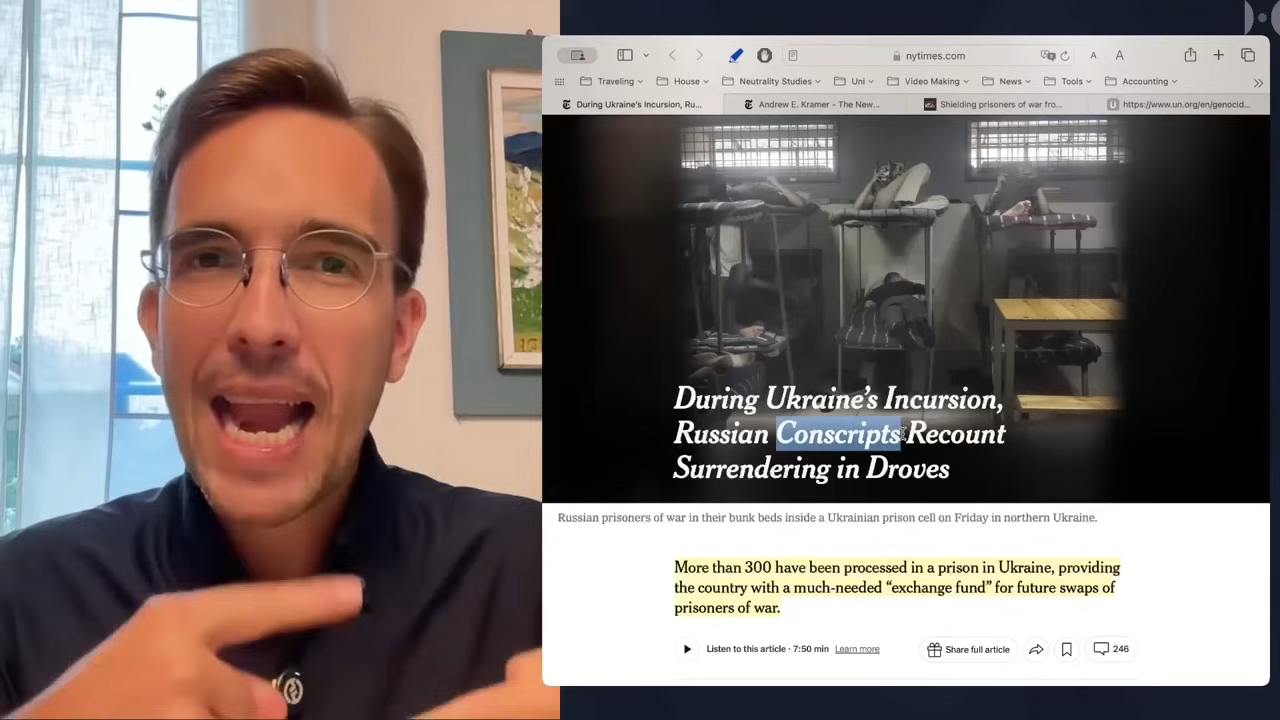 nytimes.com
A A
Traveling House Neutrality Studies Uni Video Making News Tools Accounting
During Ukraine's Incursion, Ru... Andrew E. Kramer - The New... Shielding prisoners of war fro... U https://www.un.org/en/genocid...
During Ukraine's Incursion,
Russian Conscripts Recount
Surrendering in Droves
Russian prisoners of war in their bunk beds inside a Ukrainian prison cell on Friday in northern Ukraine.
More than 300 have been processed in a prison in Ukraine, providing
the country with a much-needed “exchange fund” for future swaps of
prisoners of war.
Listen to this article · 7:50 min Learn more Share full article 246